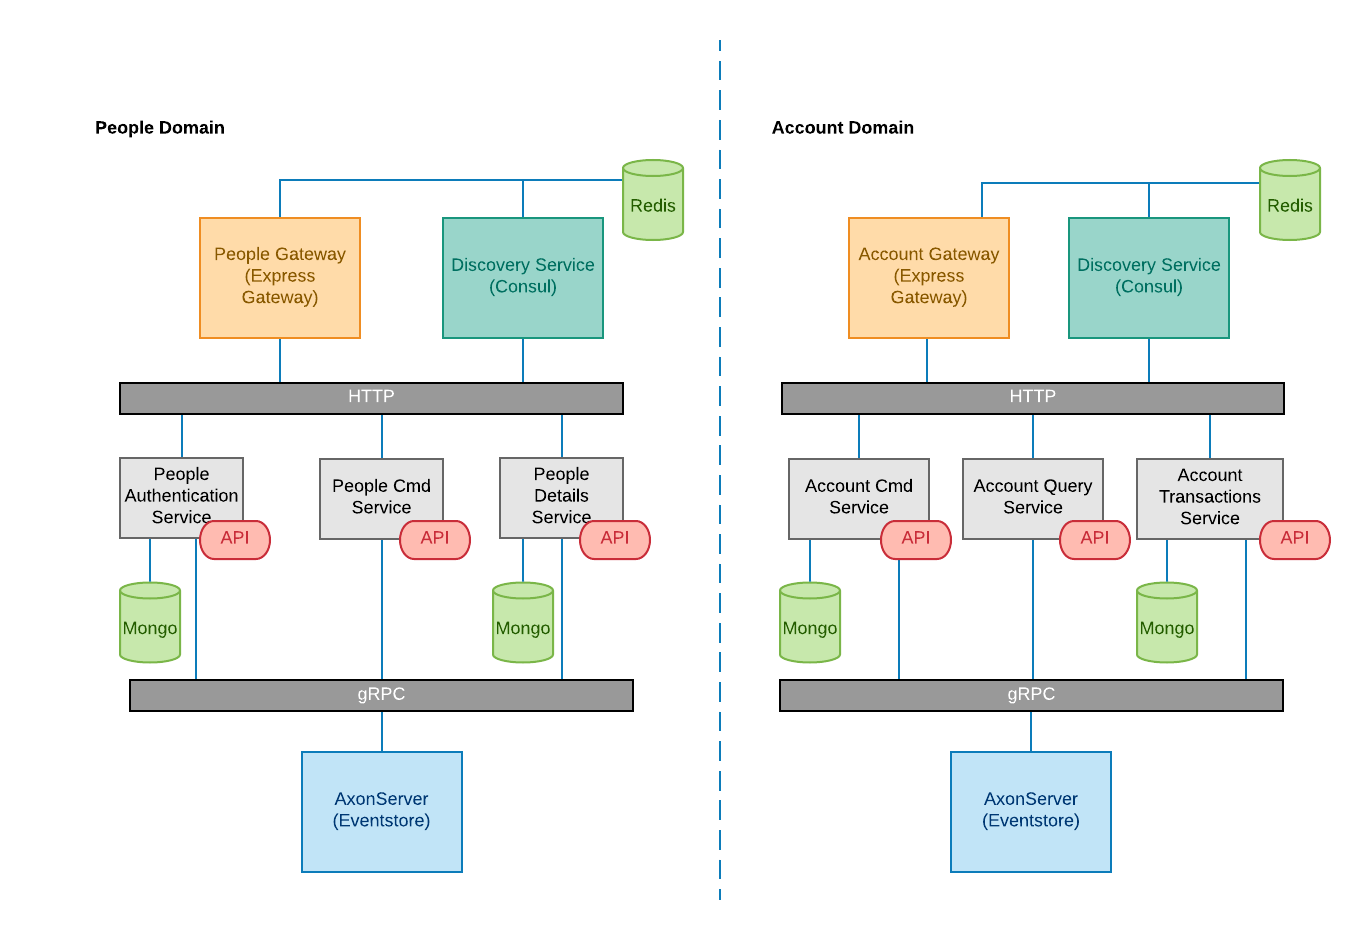 People Domain
Redis
People Gateway
(Express
Gateway)
Discovery Service
(Consul)
HTTP
People
Authentication
Service
API
People Cmd
Service
API
People
Details
Service
API
Mongo
Mongo
gRPC
AxonServer
(Eventstore)
Account Domain
Redis
Account Gateway
(Express
Gateway)
Discovery Service
(Consul)
HTTP
Account Cmd
Service
API
Account Query
Service
API
Account
Transactions
Service
API
Mongo
Mongo
gRPC
AxonServer
(Eventstore)